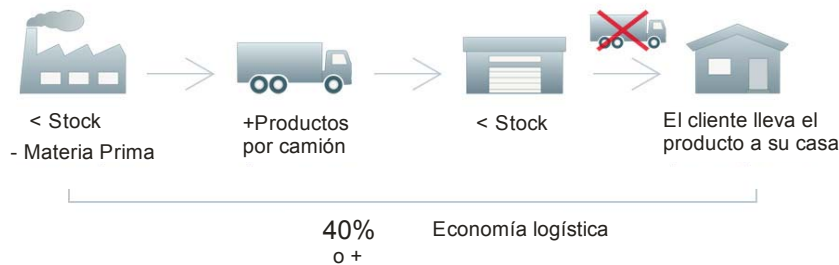 < Stock
- Materia Prima
+Productos
por camión
< Stock
El cliente lleva el
producto a su casa
40%
o +
Economía logística